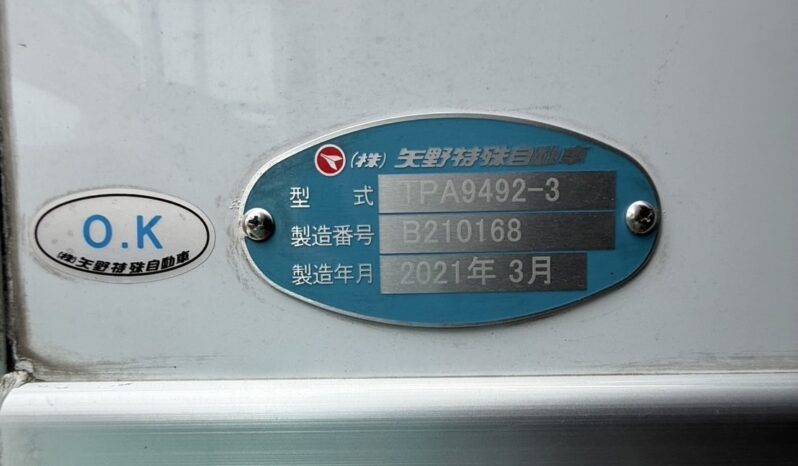 O.K
(株)矢野特殊自動車
(株)矢野特殊自動車
型 式 TPA9492-3
製造番号 B210168
製造年月 2021年 3月